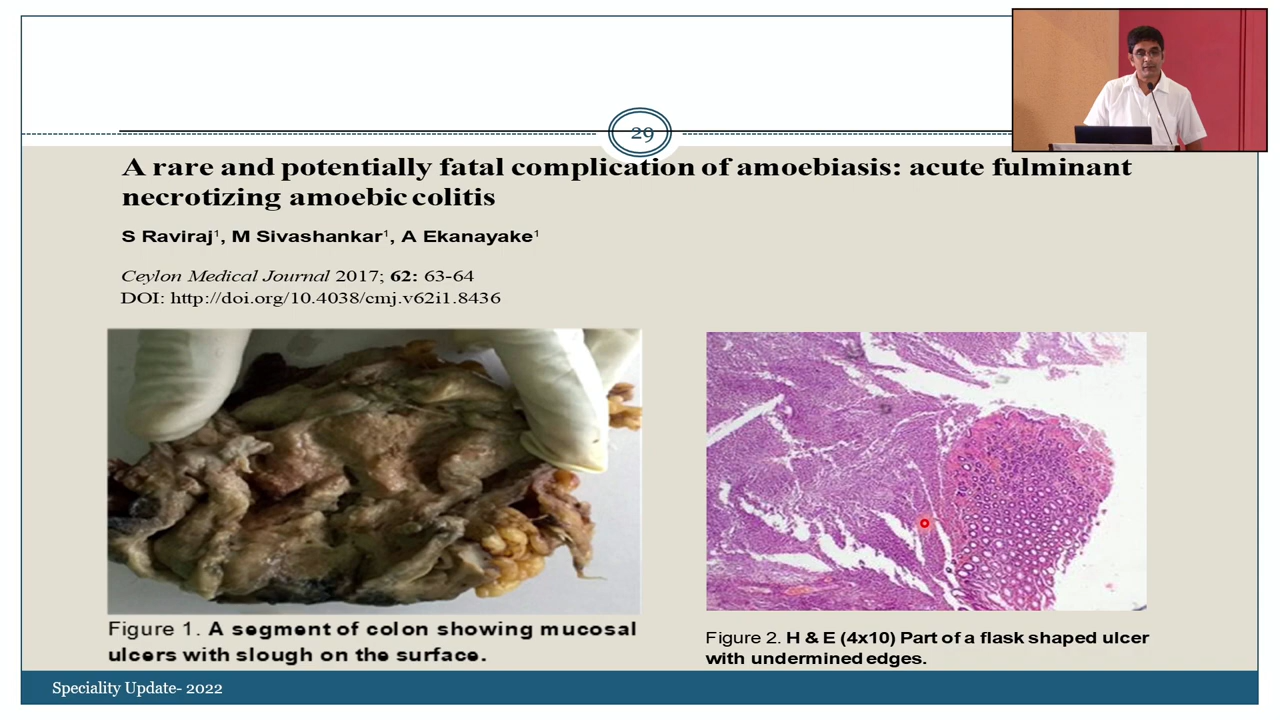 29
A rare and potentially fatal complication of amoebiasis: acute fulminant
necrotizing amoebic colitis
S Raviraj¹, M Sivashankar¹, A Ekanayake¹
Ceylon Medical Journal 2017; 62: 63-64
DOI: http://doi.org/10.4038/cmj.v62i1.8436
Figure 1. A segment of colon showing mucosal
ulcers with slough on the surface.
Figure 2. H & E (4x10) Part of a flask shaped ulcer
with undermined edges.
Speciality Update- 2022